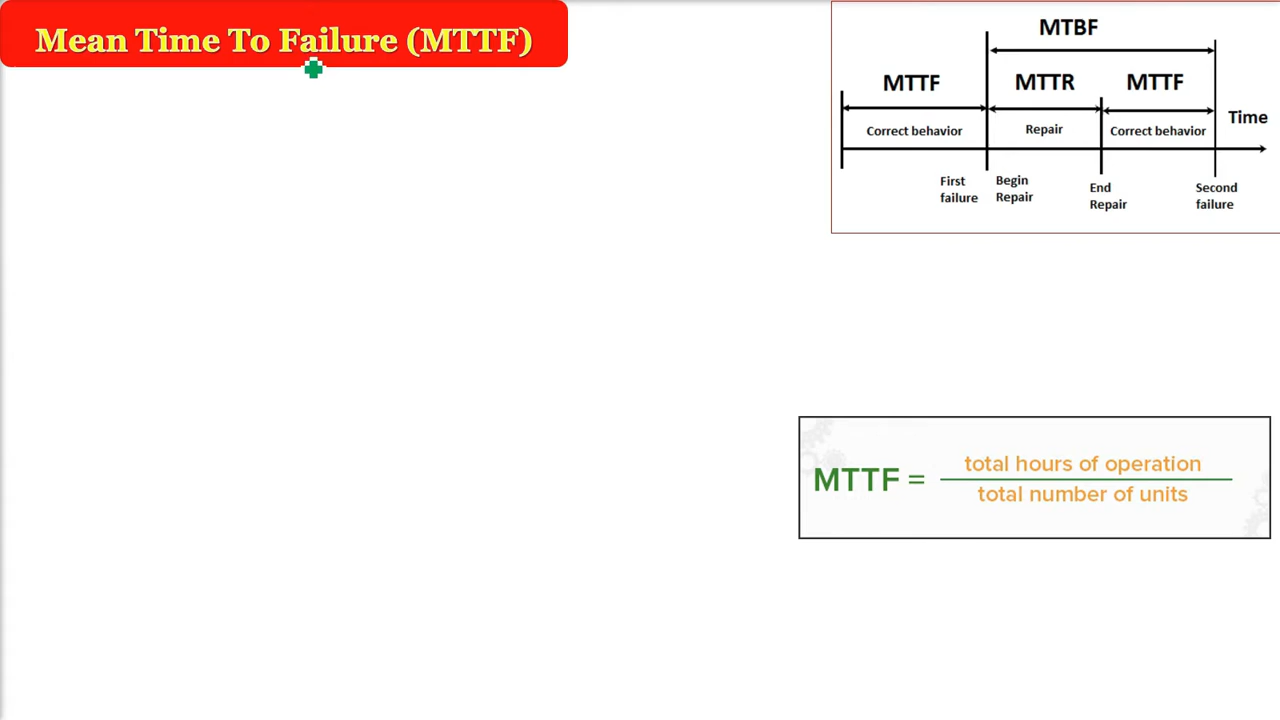 Mean Time To Failure (MTTF)
MTBF
MTTF MTTR MTTF
Time
Correct behavior Repair Correct behavior
First
failure
Begin
Repair
End
Repair
Second
failure
MTTF = total hours of operation
total number of units